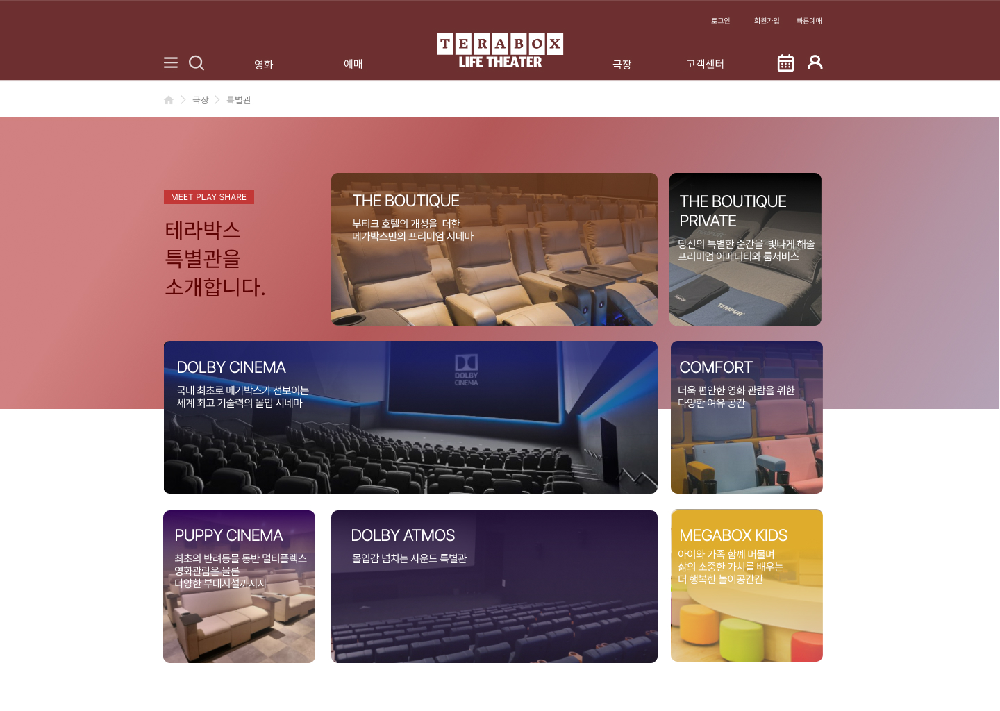 로그인 회원가입 빠른예매
TERABOX
LIFE THEATER
영화 예매 극장 고객센터
극장 특별관
MEET PLAY SHARE
테라박스
특별관을
소개합니다.
THE BOUTIQUE
부티크 호텔의 개성을 더한
메가박스만의 프리미엄 시네마
THE BOUTIQUE
PRIVATE
당신의 특별한 순간을 빛나게 해줄
프리미엄 어메니티와 룸서비스
TEMPUR
DOLBY CINEMA
국내 최초로 메가박스가 선보이는
세계 최고 기술력의 몰입 시네마
DOLBY
CINEMA
COMFORT
더욱 편안한 영화 관람을 위한
다양한 여유 공간
PUPPY CINEMA
최초의 반려동물 동반 멀티플렉스
영화관람은 물론
다양한 부대시설까지지
DOLBY ATMOS
몰입감 넘치는 사운드 특별관
MEGABOX KIDS
아이와 가족 함께 머물며
삶의 소중한 가치를 배우는
더 행복한 놀이공간간